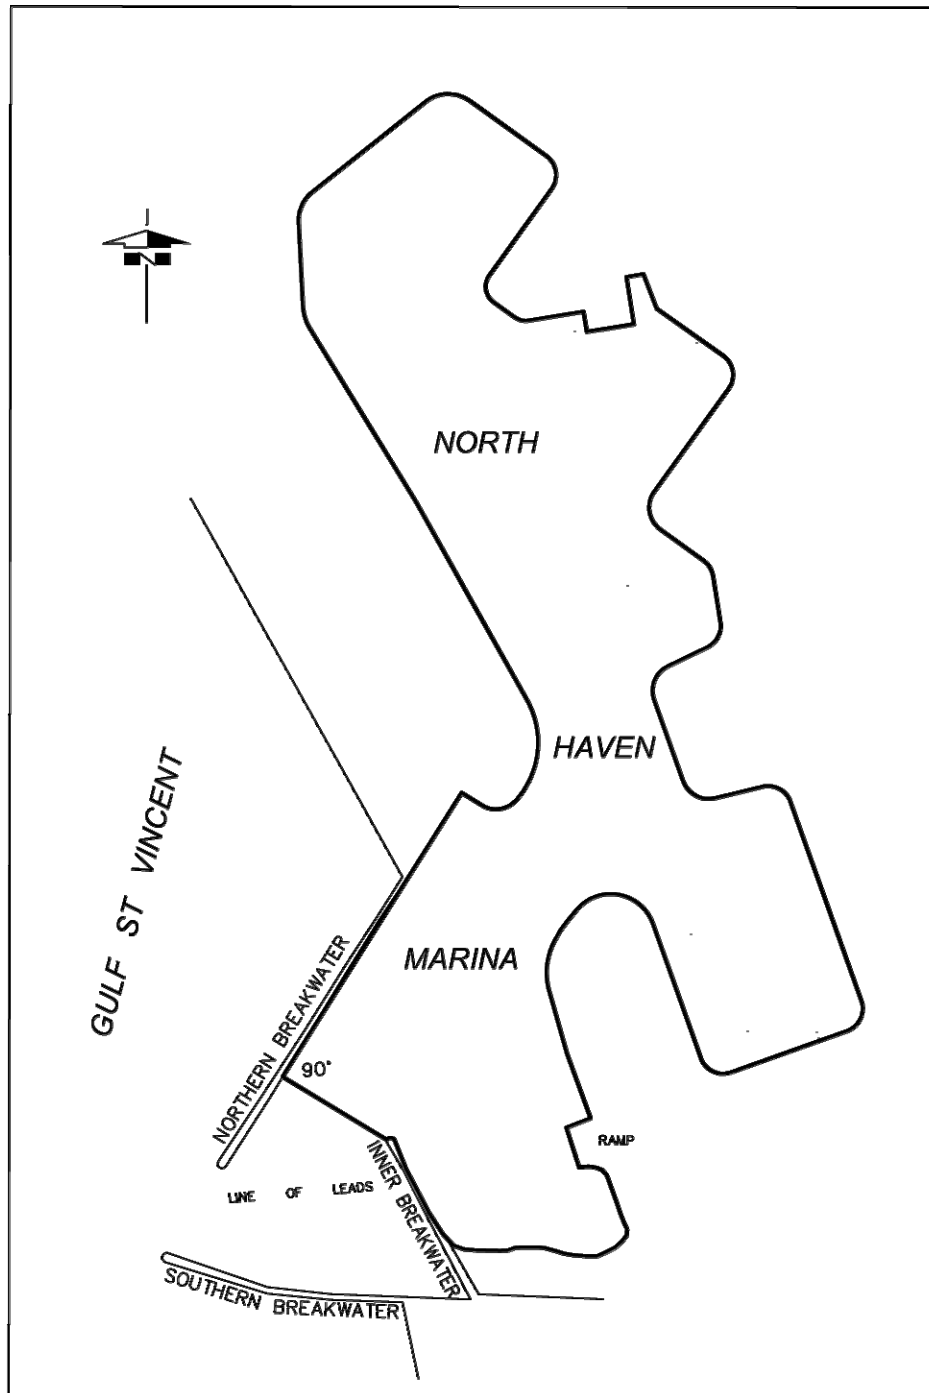 N
NORTH
HAVEN
GULF ST VINCENT
MARINA
NORTHERN BREAKWATER
90°
RAMP
INNER BREAKWATER
LINE OF LEADS
SOUTHERN BREAKWATER